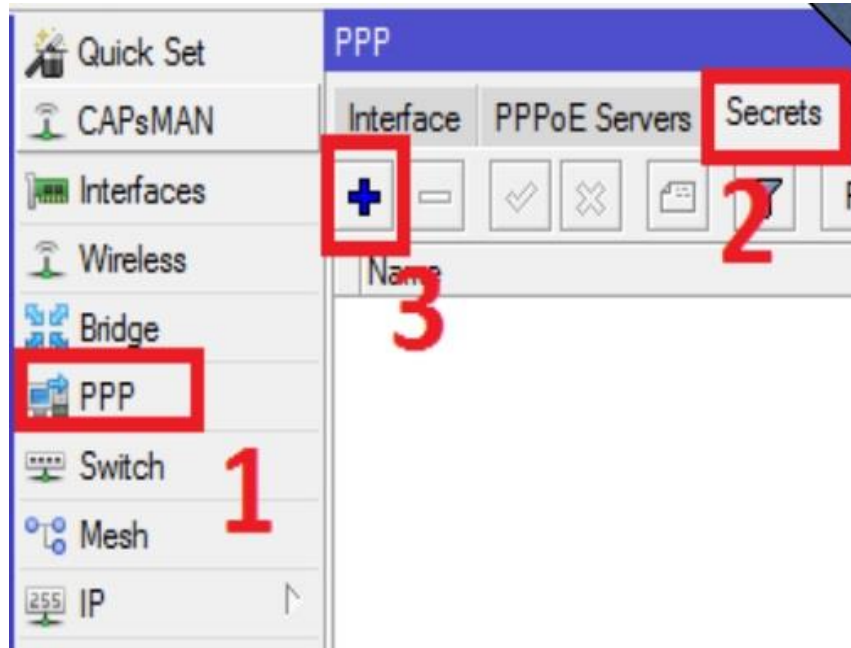 Quick Set
CAPsMAN
Interfaces
Wireless
Bridge
PPP
Switch
Mesh
255 IP
1
PPP
Interface PPPoE Servers Secrets
2
3
Name